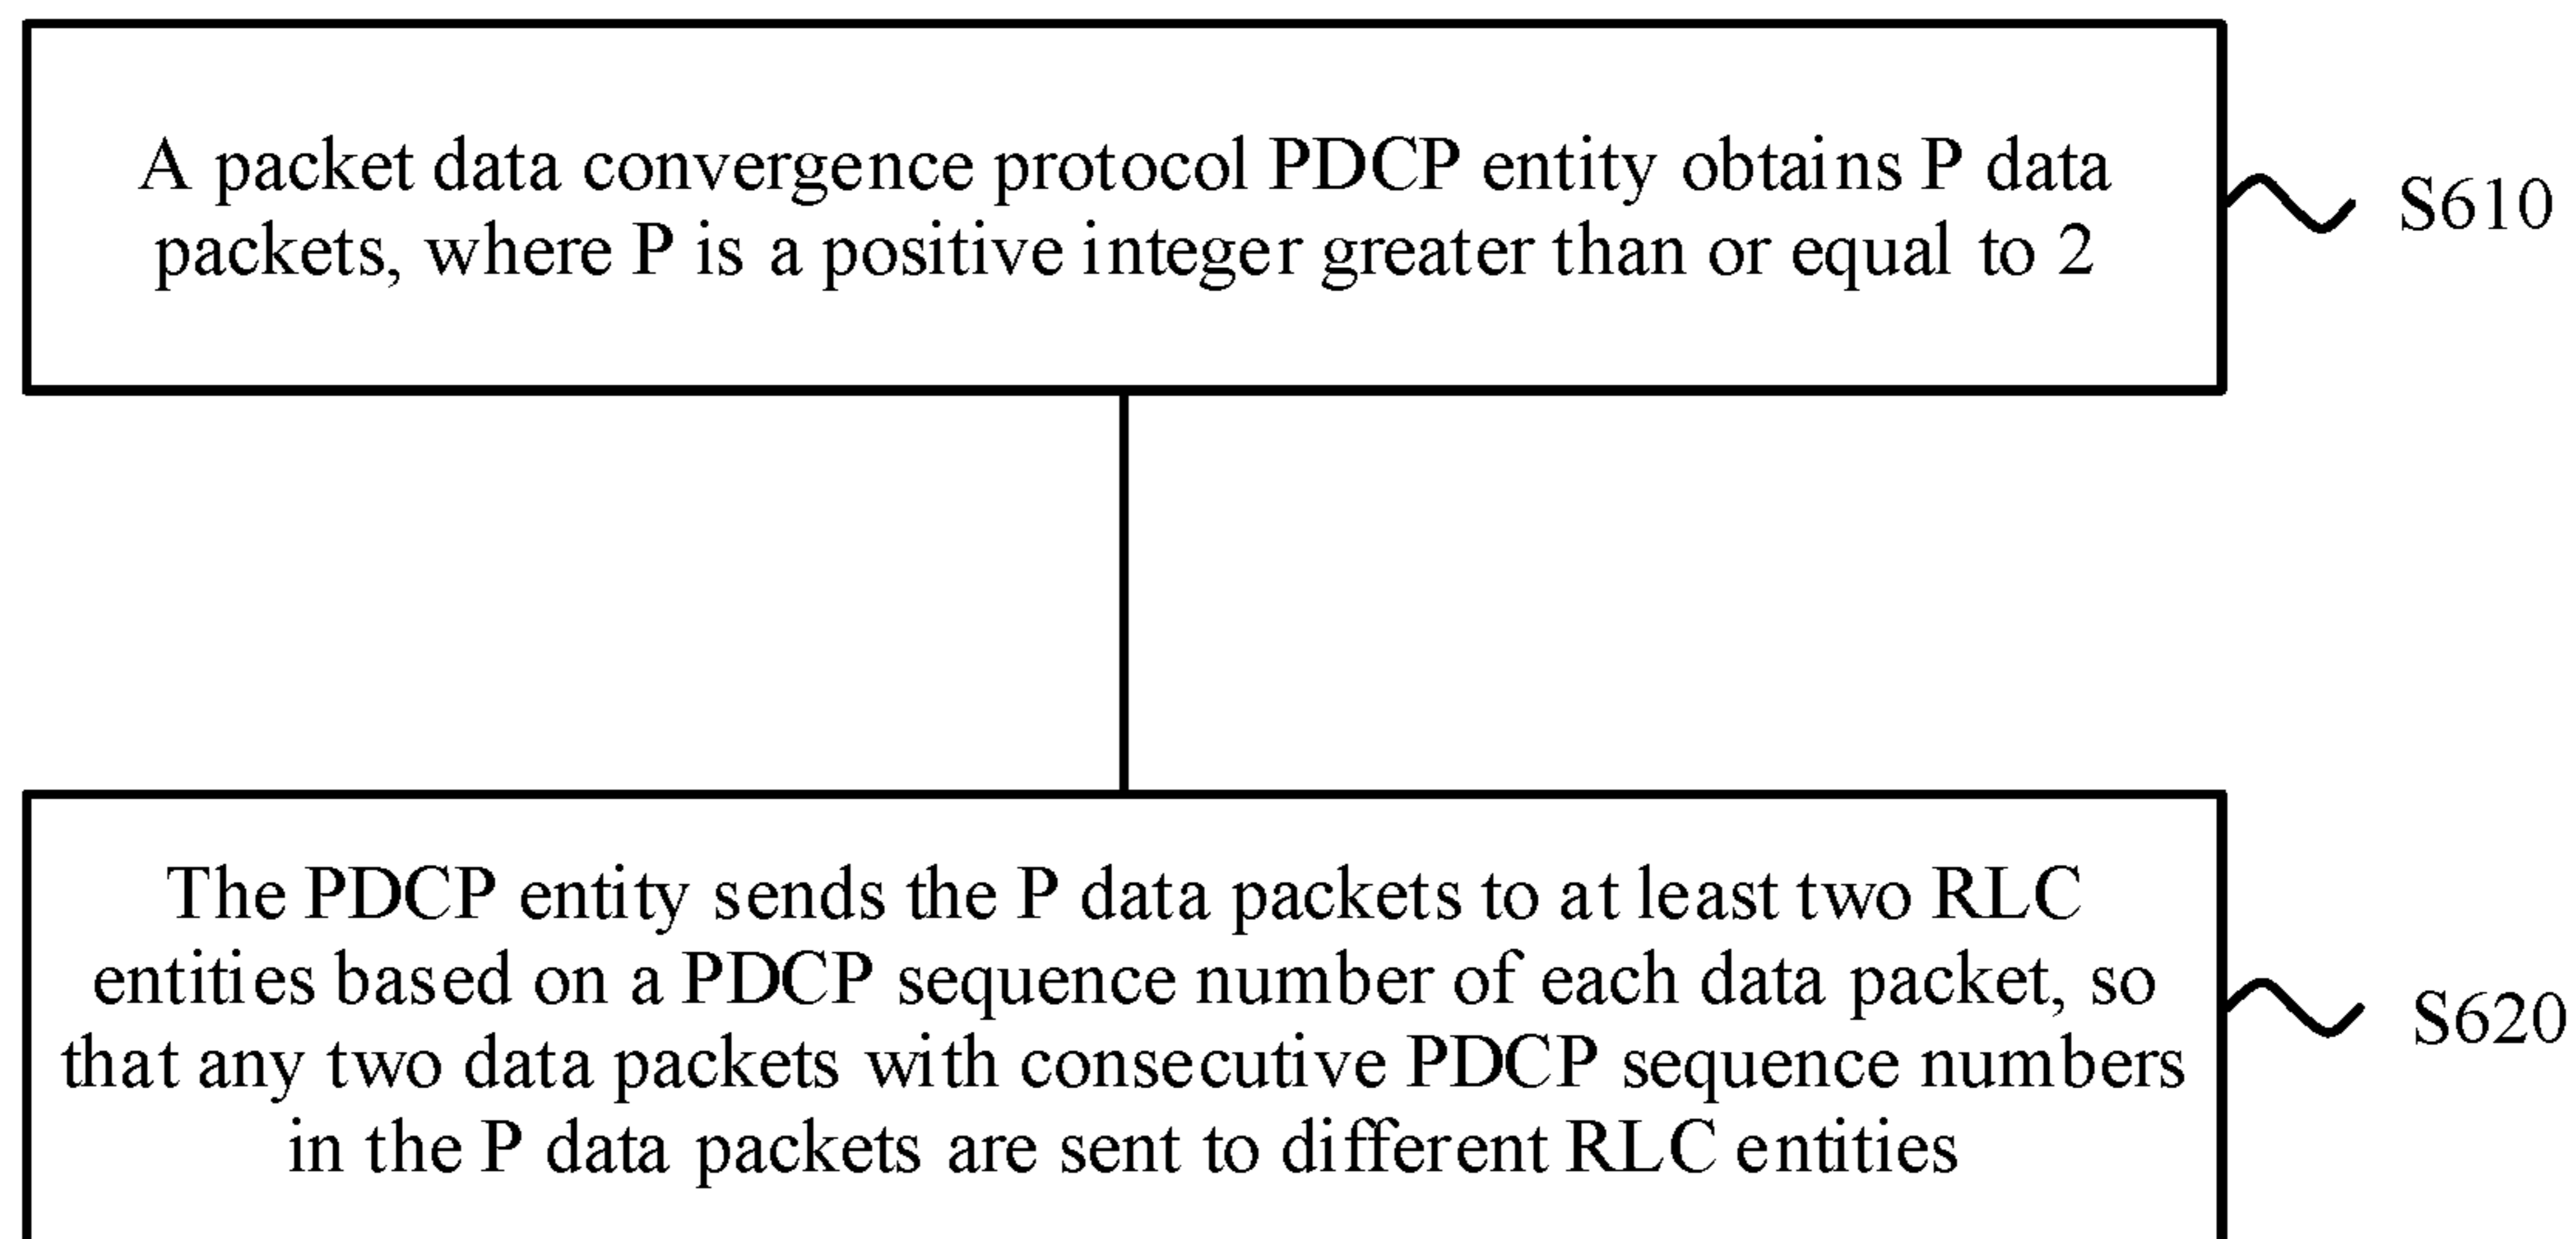 A packet data convergence protocol PDCP entity obtains P data
packets, where P is a positive integer greater than or equal to 2
S610
The PDCP entity sends the P data packets to at least two RLC
entities based on a PDCP sequence number of each data packet, so
that any two data packets with consecutive PDCP sequence numbers
in the P data packets are sent to different RLC entities
S620